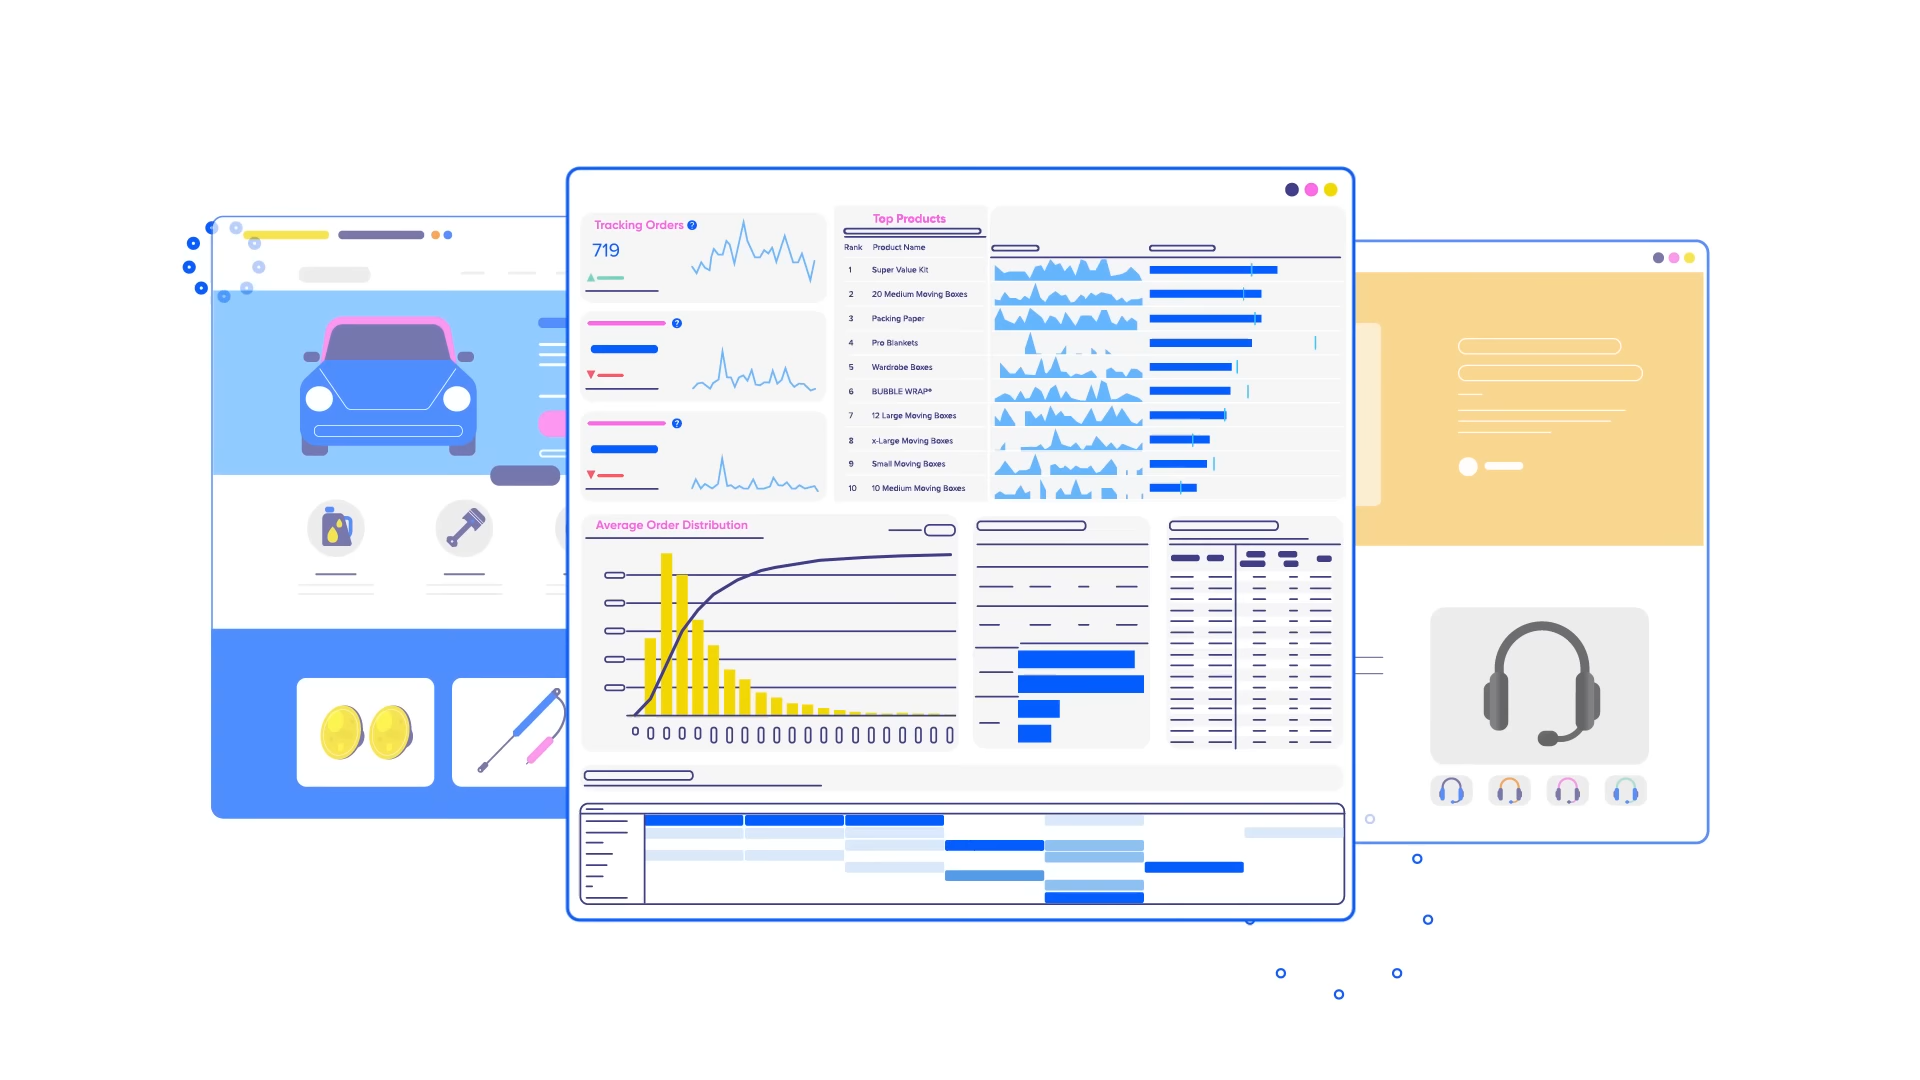 Tracking Orders ?
719
?
?
Top Products
Rank Product Name
1 Super Value Kit
2 20 Medium Moving Boxes
3 Packing Paper
4 Pro Blankets
5 Wardrobe Boxes
6 BUBBLE WRAP®
7 12 Large Moving Boxes
8 x-Large Moving Boxes
9 Small Moving Boxes
10 10 Medium Moving Boxes
Average Order Distribution